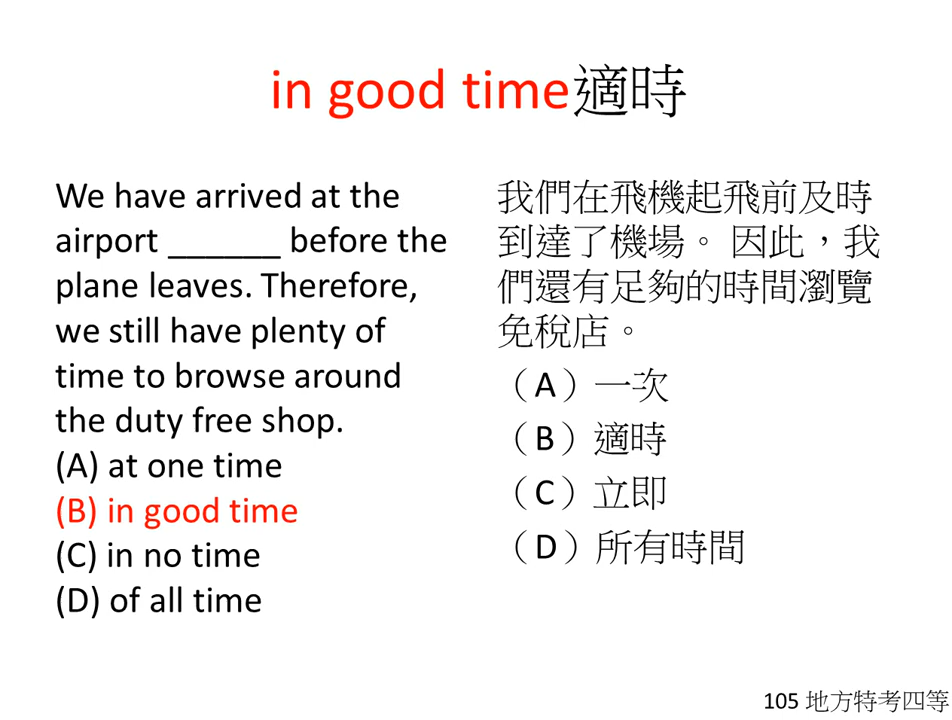 in good time適時
We have arrived at the
airport ______ before the
plane leaves. Therefore,
we still have plenty of
time to browse around
the duty free shop.
(A) at one time
(B) in good time
(C) in no time
(D) of all time
我們在飛機起飛前及時
到達了機場。 因此，我
們還有足夠的時間瀏覽
免稅店。
（A）一次
（B）適時
（C）立即
（D）所有時間
105 地方特考四等